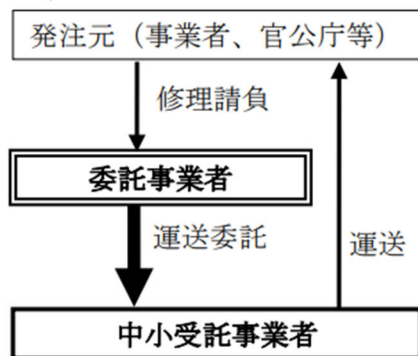 発注元（事業者、官公庁等）
修理請負
委託事業者
運送委託
運送
中小受託事業者